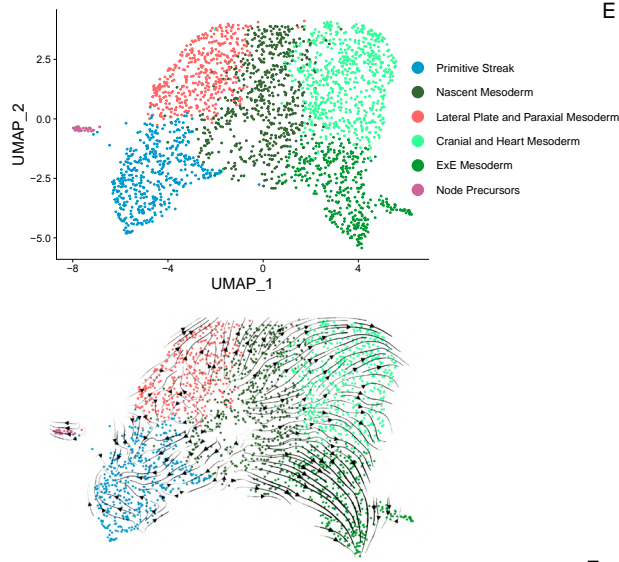 E
2.5
0.0
−2.5
−5.0
UMAP_2
−8
−4
0
4
UMAP_1
Primitive Streak
Nascent Mesoderm
Lateral Plate and Paraxial Mesoderm
Cranial and Heart Mesoderm
ExE Mesoderm
Node Precursors